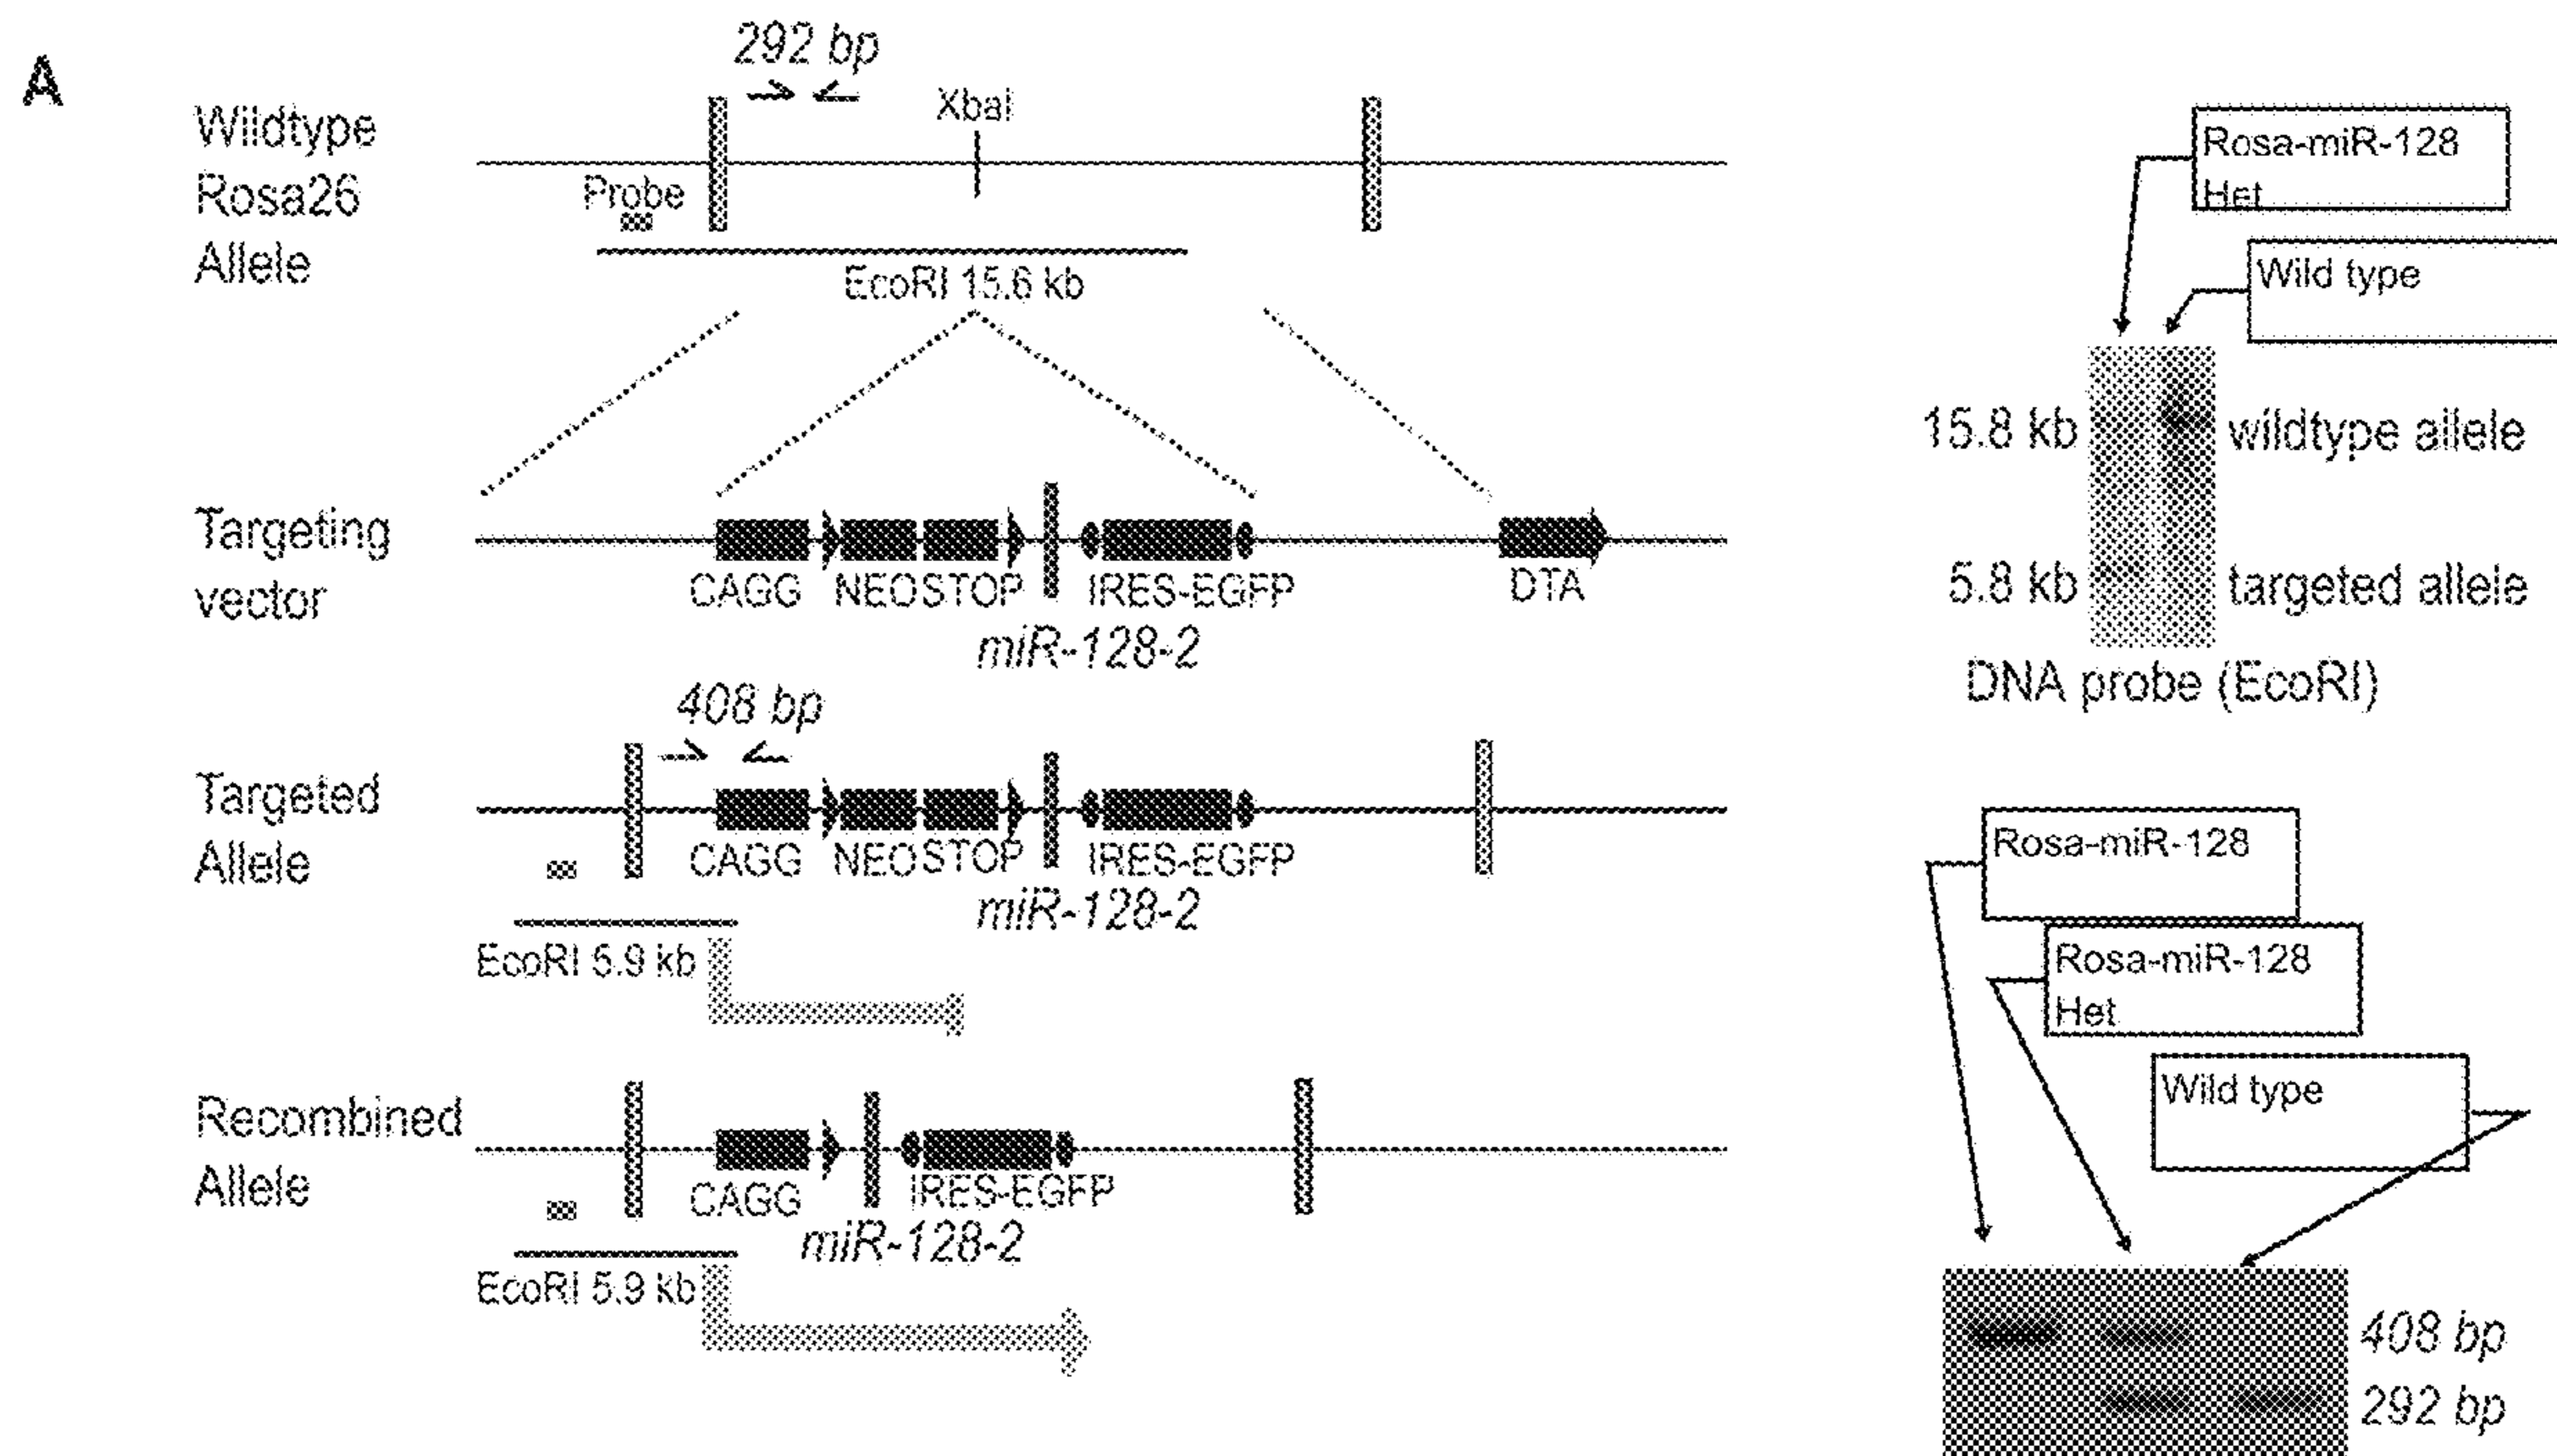 A
292 bp
XbaI
Wildtype
Rosa26
Allele
Probe
EcoRI 15.6 kb
Targeting
vector
CAGG
NEO
STOP
IRES-EGFP
DTA
miR-128-2
408 bp
Targeted
Allele
CAGG
NEO
STOP
IRES-EGFP
miR-128-2
EcoRI 5.9 kb
Recombined
Allele
CAGG
IRES-EGFP
miR-128-2
EcoRI 5.9 kb
Rosa-miR-128
Het
Wild type
15.8 kb
wildtype allele
5.8 kb
targeted allele
DNA probe (EcoRI)
Rosa-miR-128
Rosa-miR-128
Het
Wild type
408 bp
292 bp